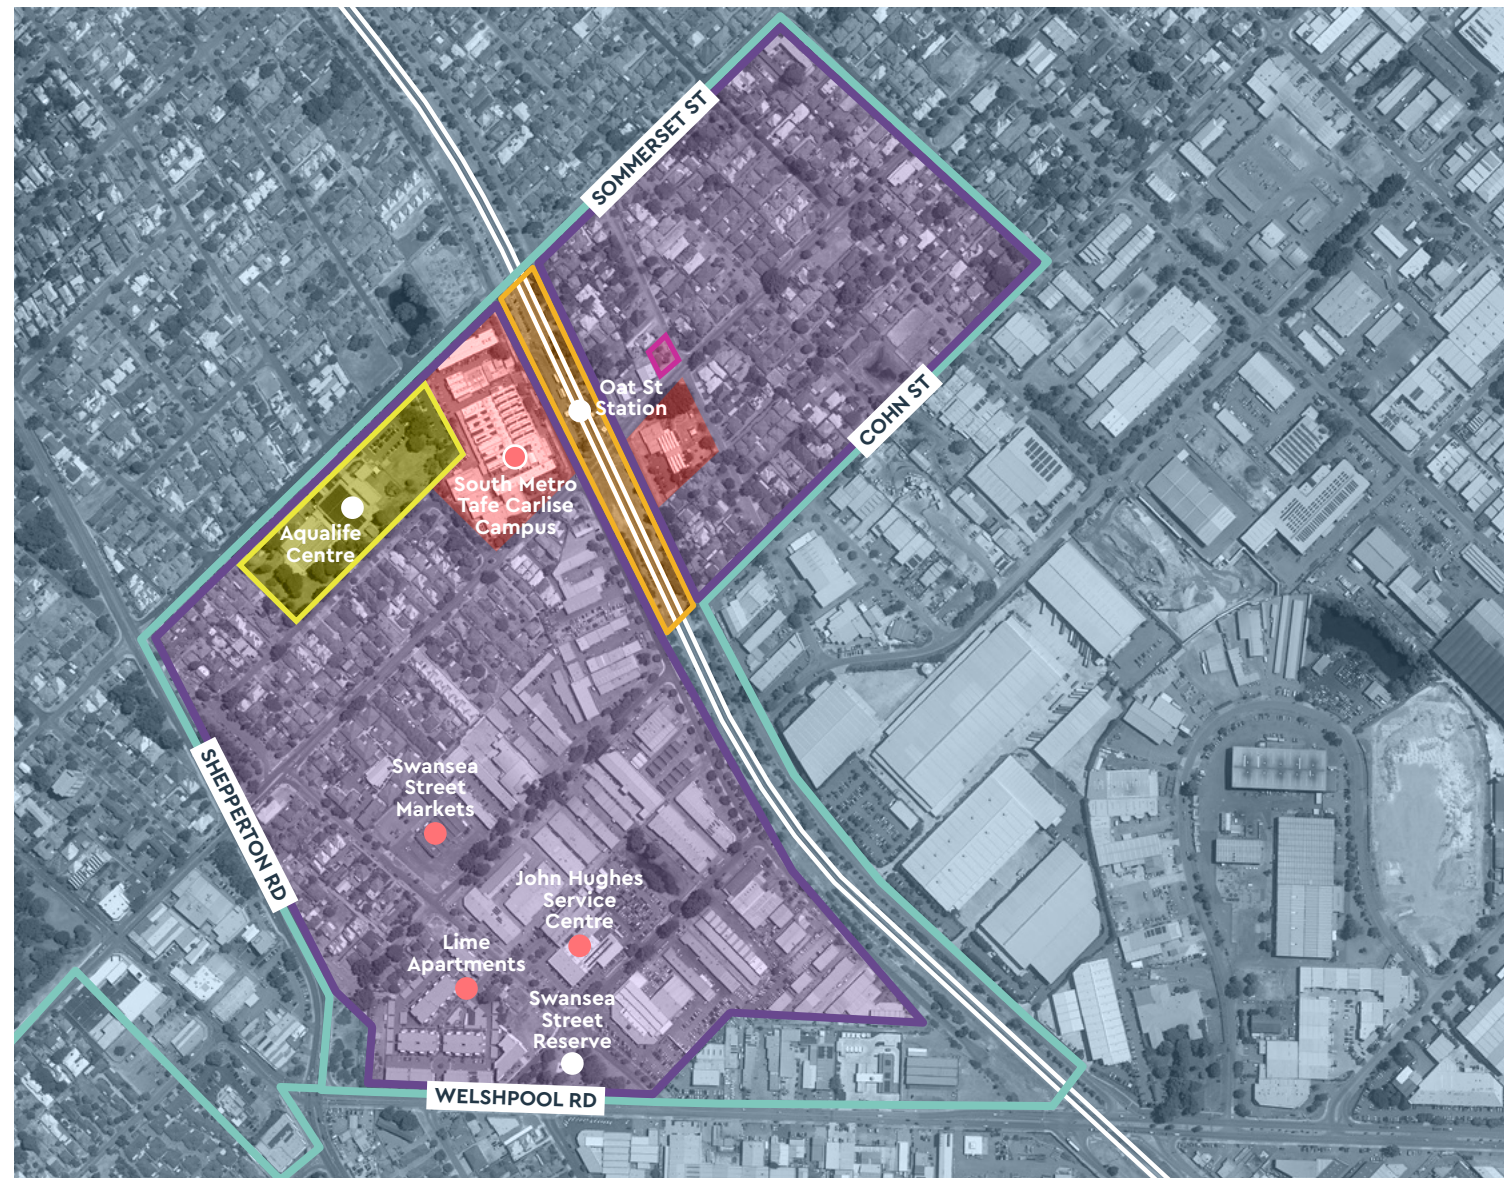 SOMMERSET ST
Oat St
Station
COHN ST
South Metro
Tafe Carlise
Campus
Aqualife
Centre
SHEPPERTON RD
Swansea
Street
Markets
John Hughes
Service
Centre
Lime
Apartments
Swansea
Street
Reserve
WELSHPOOL RD